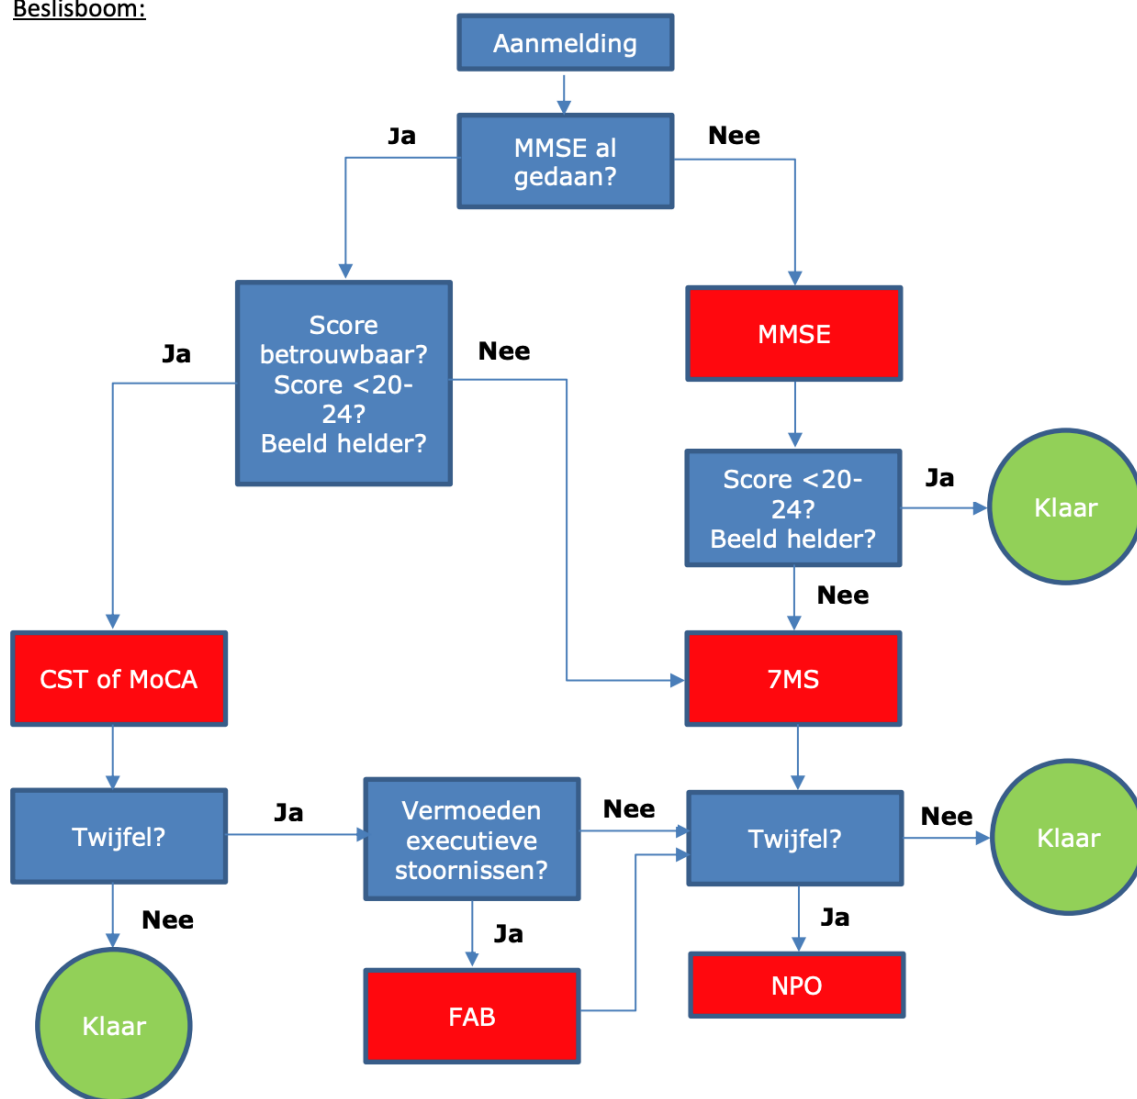 Beslisboom:
Aanmelding
Ja
MMSE al
gedaan?
Nee
Score
betrouwbaar?
Score <20-
24?
Beeld helder?
Ja
Nee
MMSE
Score <20-
24?
Beeld helder?
Ja
Klaar
Nee
CST of MoCA
7MS
Twijfel?
Ja
Vermoeden
executieve
stoornissen?
Nee
Twijfel?
Nee
Klaar
Nee
Ja
Ja
Klaar
FAB
NPO